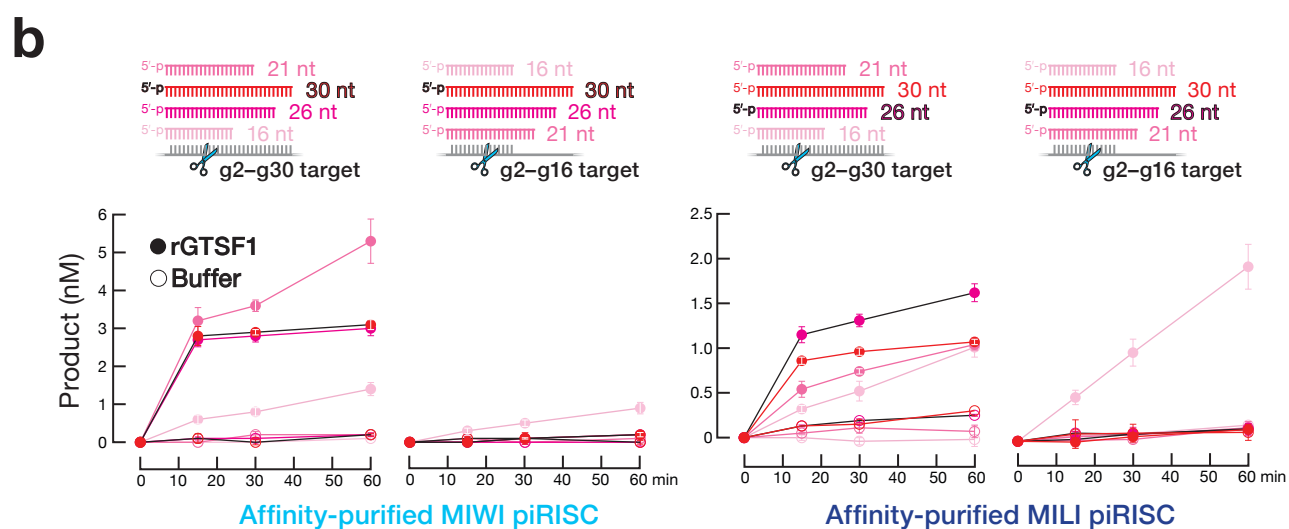 b
5′-p 21 nt
5′-p 30 nt
5′-p 26 nt
5′-p 16 nt
g2–g30 target
5′-p 16 nt
5′-p 30 nt
5′-p 26 nt
5′-p 21 nt
g2–g16 target
5′-p 21 nt
5′-p 30 nt
5′-p 26 nt
5′-p 16 nt
g2–g30 target
5′-p 16 nt
5′-p 30 nt
5′-p 26 nt
5′-p 21 nt
g2–g16 target
Product (nM)
6
5
4
3
2
1
0
rGTSF1
Buffer
0 10 20 30 40 50 60
0 10 20 30 40 50 60 min
Affinity-purified MIWI piRISC
2.5
2.0
1.5
1.0
0.5
0
0 10 20 30 40 50 60
0 10 20 30 40 50 60 min
Affinity-purified MILI piRISC